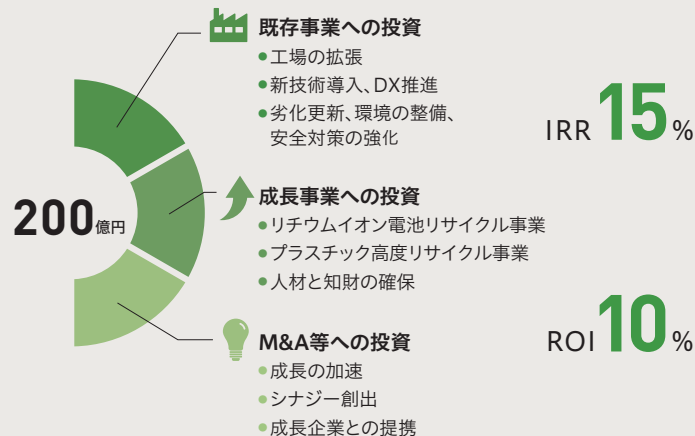 既存事業への投資
●工場の拡張
●新技術導入、DX推進
●劣化更新、環境の整備、
安全対策の強化
IRR 15%
200億円
成長事業への投資
●リチウムイオン電池リサイクル事業
●プラスチック高度リサイクル事業
●人材と知財の確保
ROI 10%
M&A等への投資
●成長の加速
●シナジー創出
●成長企業との提携